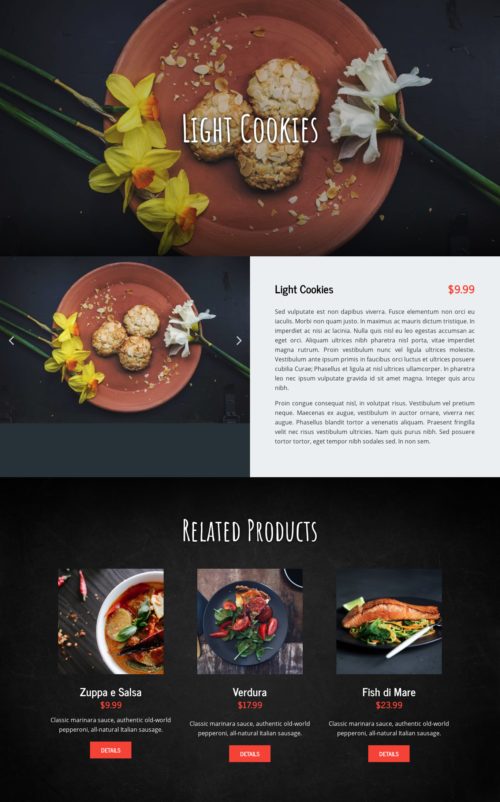 Light Cookies
Light Cookies
$9.99
Sed vulputate est non dapibus viverra. Fusce elementum non orci eu
iaculis. Morbi non quam justo. In maximus ac mauris dictum tristique. In
imperdiet ac nisi ac lacinia. Nulla quis nisl eu leo egestas accumsan ac
eget orci. Aliquam ultrices nibh pharetra nisl porta, vitae imperdiet
magna rutrum. Proin vestibulum nunc vel ligula ultrices molestie.
Vestibulum ante ipsum primis in faucibus orci luctus et ultrices posuere
cubilia Curae; Phasellus et ligula at nisl ultrices ullamcorper. In pharetra
leo nec ipsum vulputate gravida id sit amet magna. Integer quis arcu
nibh.
Proin congue consequat nisl, in volutpat risus. Vestibulum vel pretium
neque. Maecenas ex augue, vestibulum in auctor ornare, viverra nec
augue. Phasellus blandit tortor a venenatis aliquam. Praesent fringilla
velit nec risus vestibulum ultricies. Nam quis purus nibh. Sed posuere
tortor tortor, eget tempor nibh sodales sed. In non sem.
Related Products
Zuppa e Salsa
$9.99
Classic marinara sauce, authentic old-world
pepperoni, all-natural Italian sausage.
DETAILS
Verdura
$17.99
Classic marinara sauce, authentic old-world
pepperoni, all-natural Italian sausage.
DETAILS
Fish di Mare
$23.99
Classic marinara sauce, authentic old-world
pepperoni, all-natural Italian sausage.
DETAILS